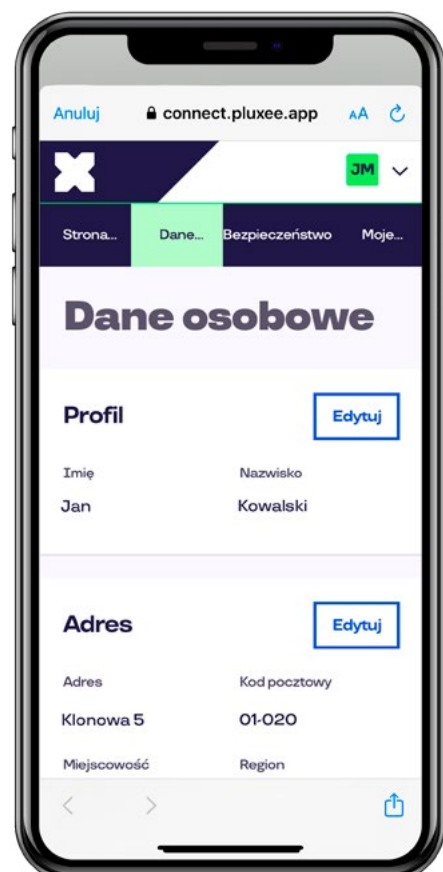 Anuluj connect.pluxee.app AA
JM
Strona... Dane... Bezpieczeństwo Moje...
Dane osobowe
Profil Edytuj
Imię Nazwisko
Jan Kowalski
Adres Edytuj
Adres Kod pocztowy
Klonowa 5 01-020
Miejscowość Region